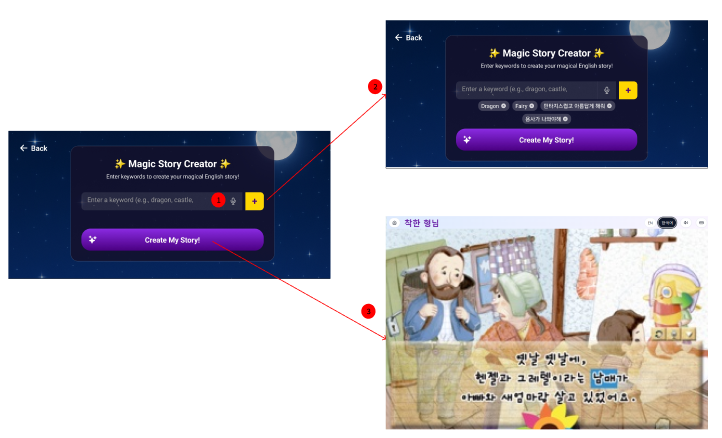 ← Back
✨ Magic Story Creator ✨
Enter keywords to create your magical English story!
Enter a keyword (e.g., dragon, castle,
1
+
Create My Story!
2
← Back
✨ Magic Story Creator ✨
Enter keywords to create your magical English story!
Enter a keyword (e.g., dragon, castle,
+
Dragon
Fairy
판타지스럽고 아름답게 해줘
용사가 나와야해
Create My Story!
3
착한 형님
EN
한국어
옛날 옛날에,
헨젤과 그레텔이라는 남매가
아빠와 새엄마랑 살고 있었어요.